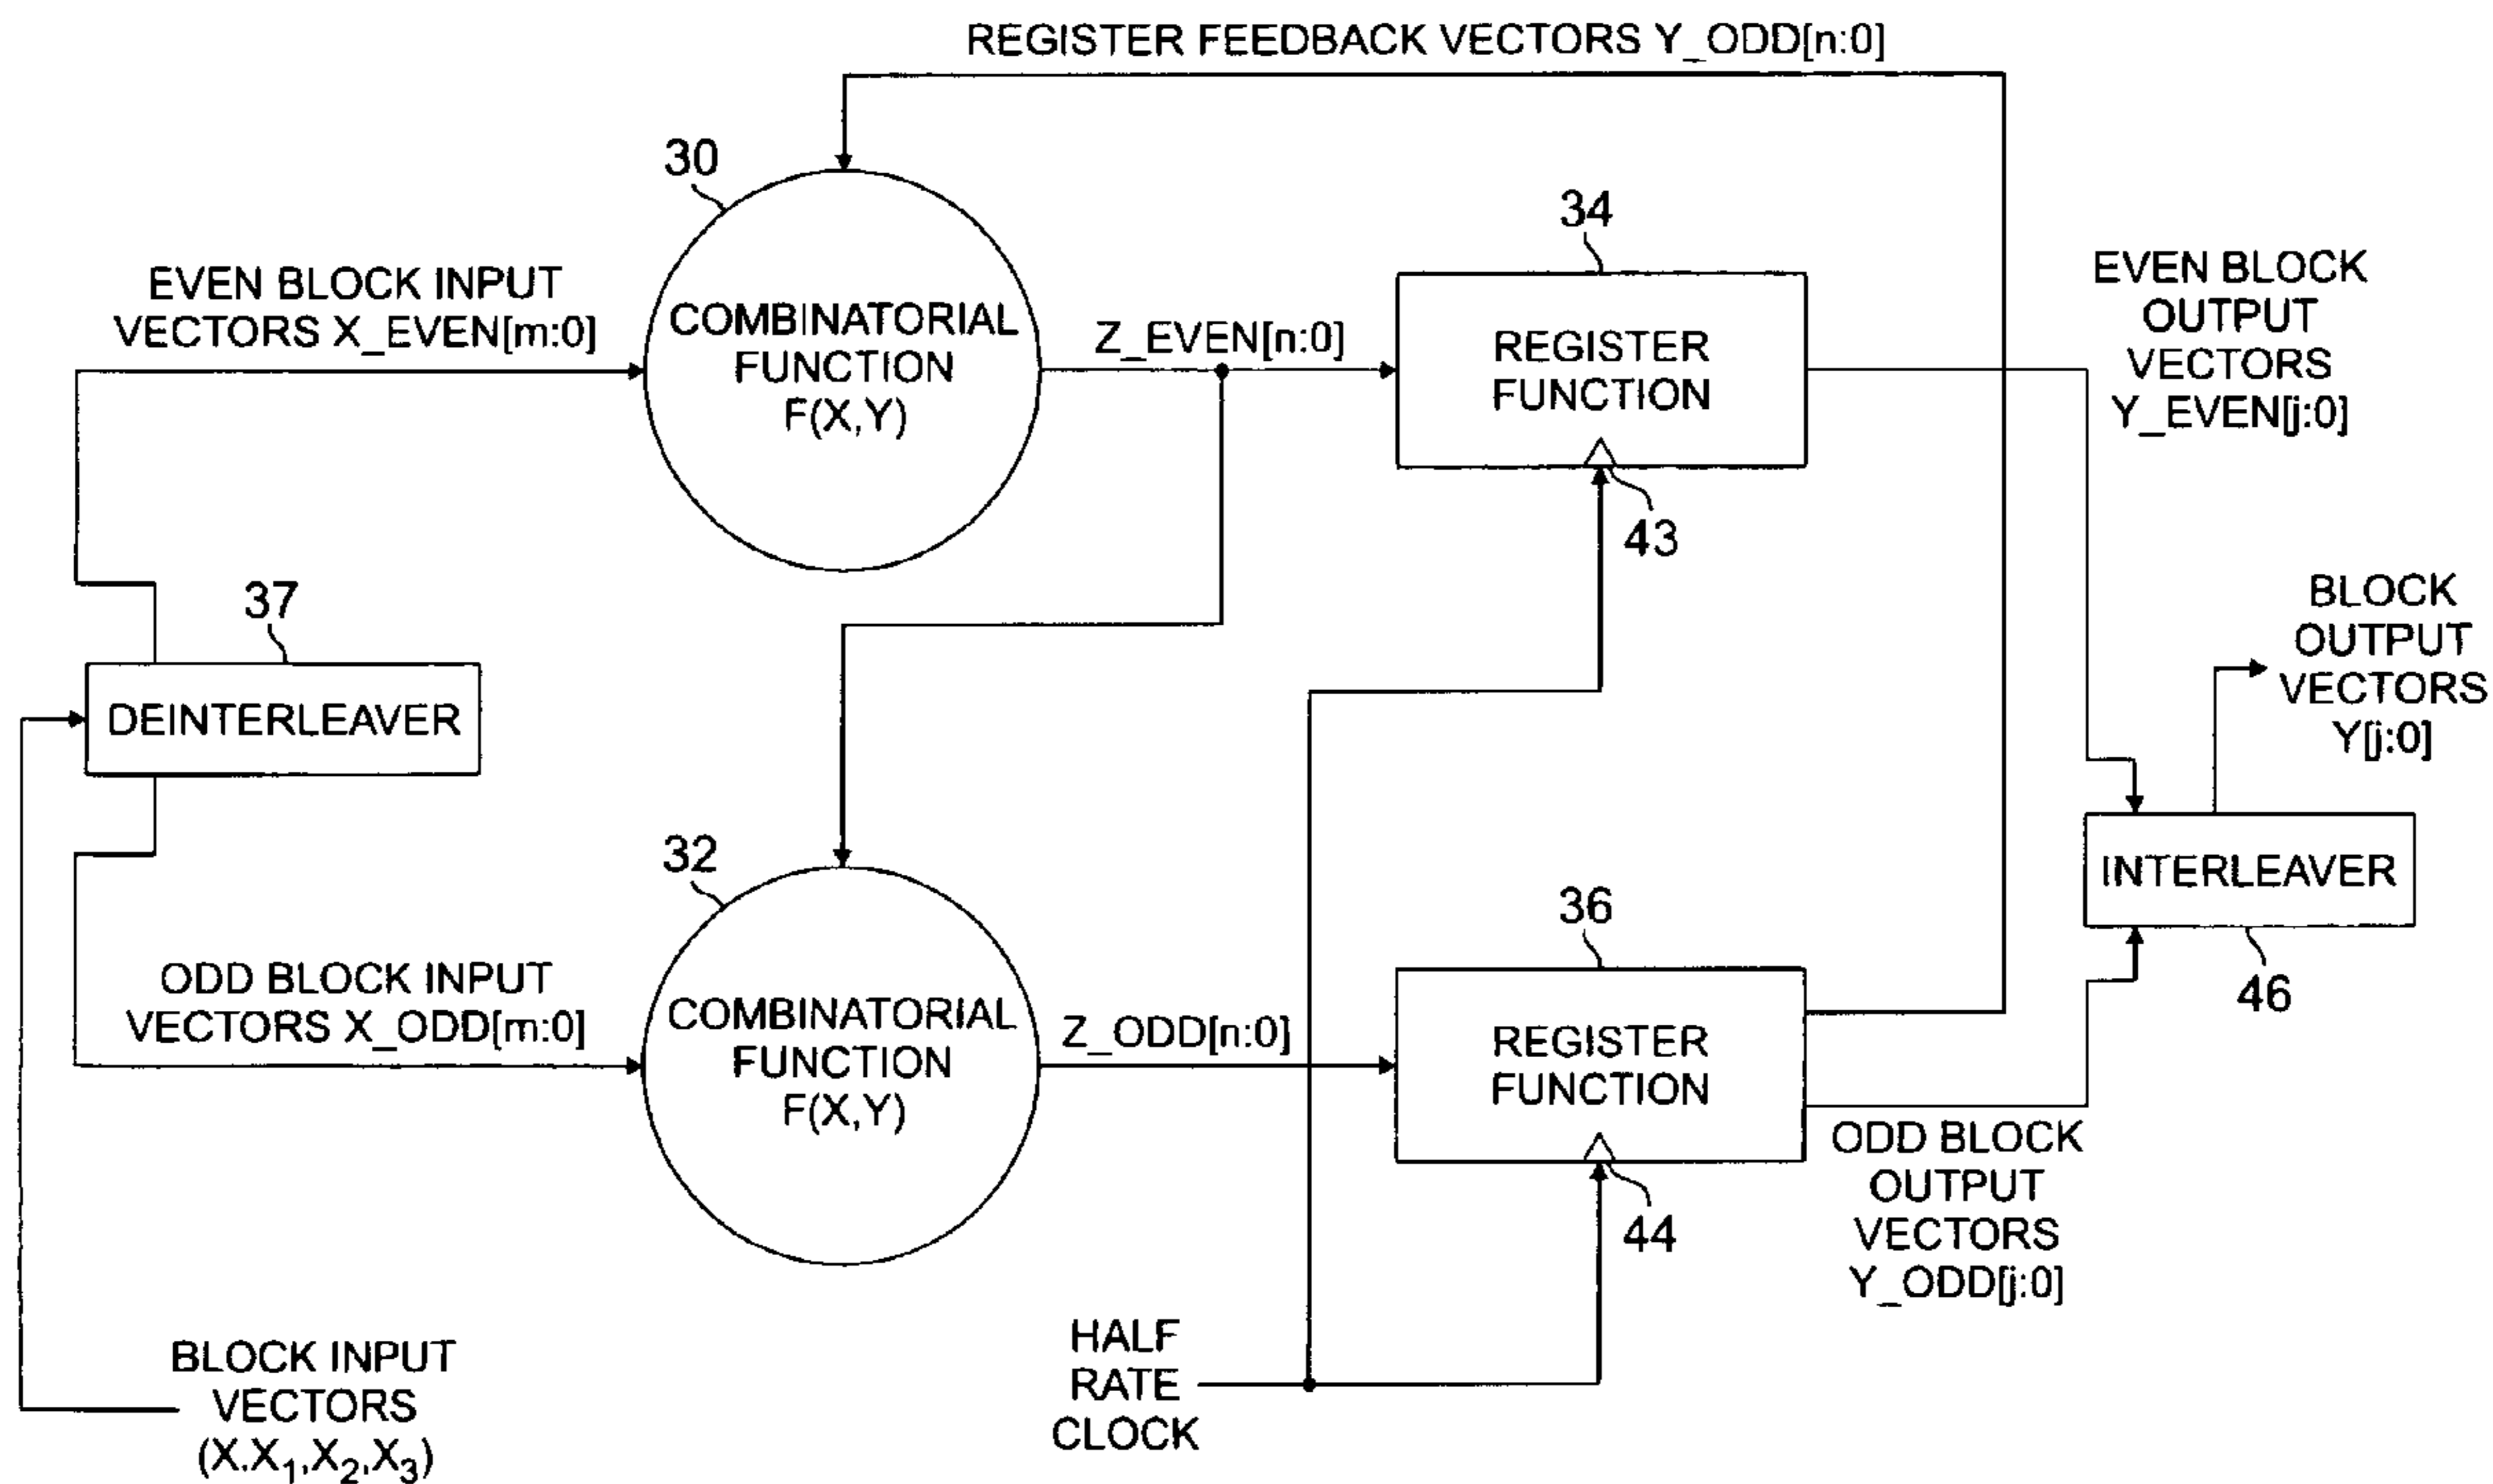 REGISTER FEEDBACK VECTORS Y_ODD[n:0]
30
34
EVEN BLOCK INPUT
VECTORS X_EVEN[m:0]
COMBINATORIAL
FUNCTION
F(X,Y)
Z_EVEN[n:0]
REGISTER
FUNCTION
43
EVEN BLOCK
OUTPUT
VECTORS
Y_EVEN[j:0]
37
DEINTERLEAVER
BLOCK
OUTPUT
VECTORS
Y[j:0]
INTERLEAVER
46
32
36
ODD BLOCK INPUT
VECTORS X_ODD[m:0]
COMBINATORIAL
FUNCTION
F(X,Y)
Z_ODD[n:0]
REGISTER
FUNCTION
44
ODD BLOCK
OUTPUT
VECTORS
Y_ODD[j:0]
HALF
RATE
CLOCK
BLOCK INPUT
VECTORS
(X.X₁,X₂,X₃)